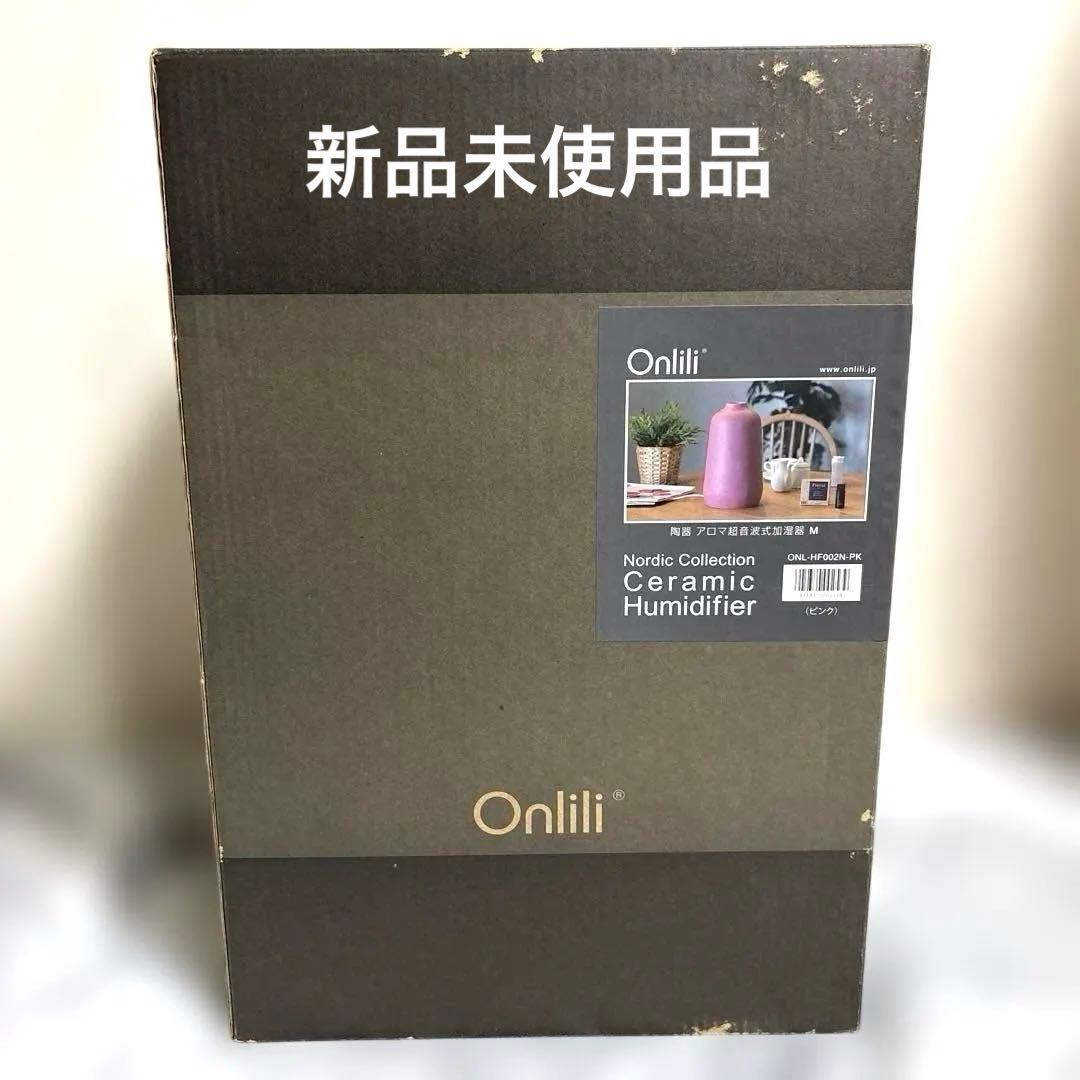 新品未使用品
Onlili®
www.onlili.jp
陶器 アロマ超音波式加湿器 M
Nordic Collection
Ceramic
Humidifier
ONL-HF002N-PK
（ピンク）
Onlili®